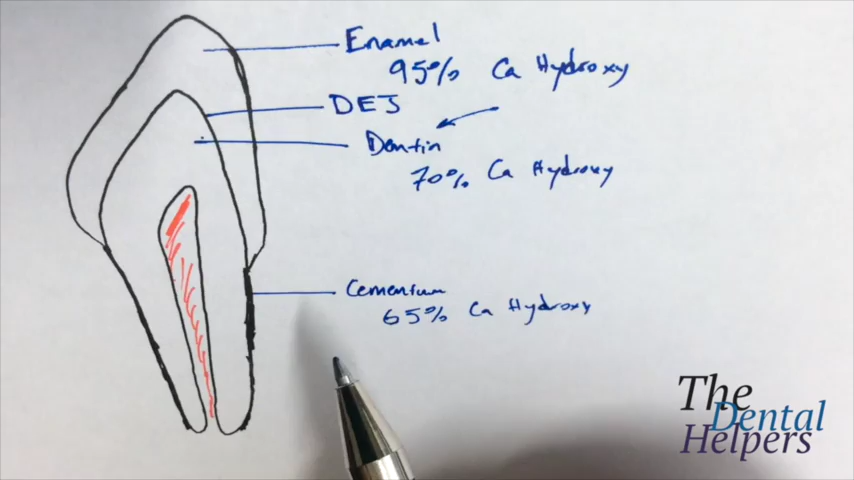 Enamel
95% Ca Hydroxy
DEJ
Dentin
70% Ca Hydroxy
Cementum
65% Ca Hydroxy
The
Dental
Helpers